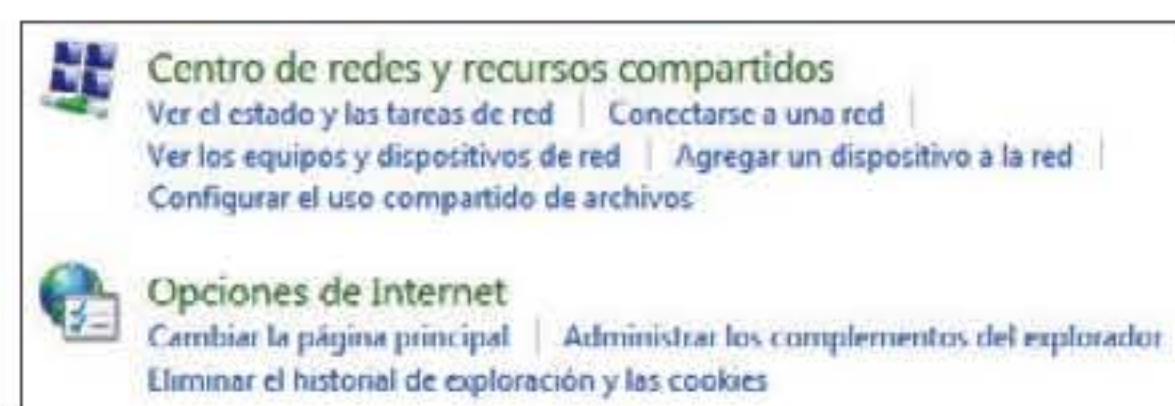 Centro de redes y recursos compartidos
Ver el estado y las tareas de red | Conectarse a una red |
Ver los equipos y dispositivos de red | Agregar un dispositivo a la red |
Configurar el uso compartido de archivos
Opciones de Internet
Cambiar la página principal | Administrar los complementos del explorador
Eliminar el historial de exploración y las cookies